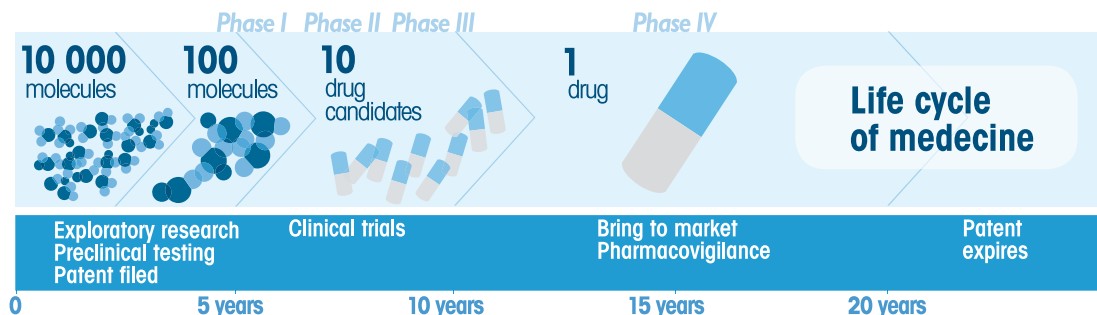 Phase I Phase II Phase III Phase IV
10 000
molecules
100
molecules
10
drug
candidates
1
drug
Life cycle
of medecine
Exploratory research
Preclinical testing
Patent filed
Clinical trials
Bring to market
Pharmacovigilance
Patent
expires
0 5 years 10 years 15 years 20 years